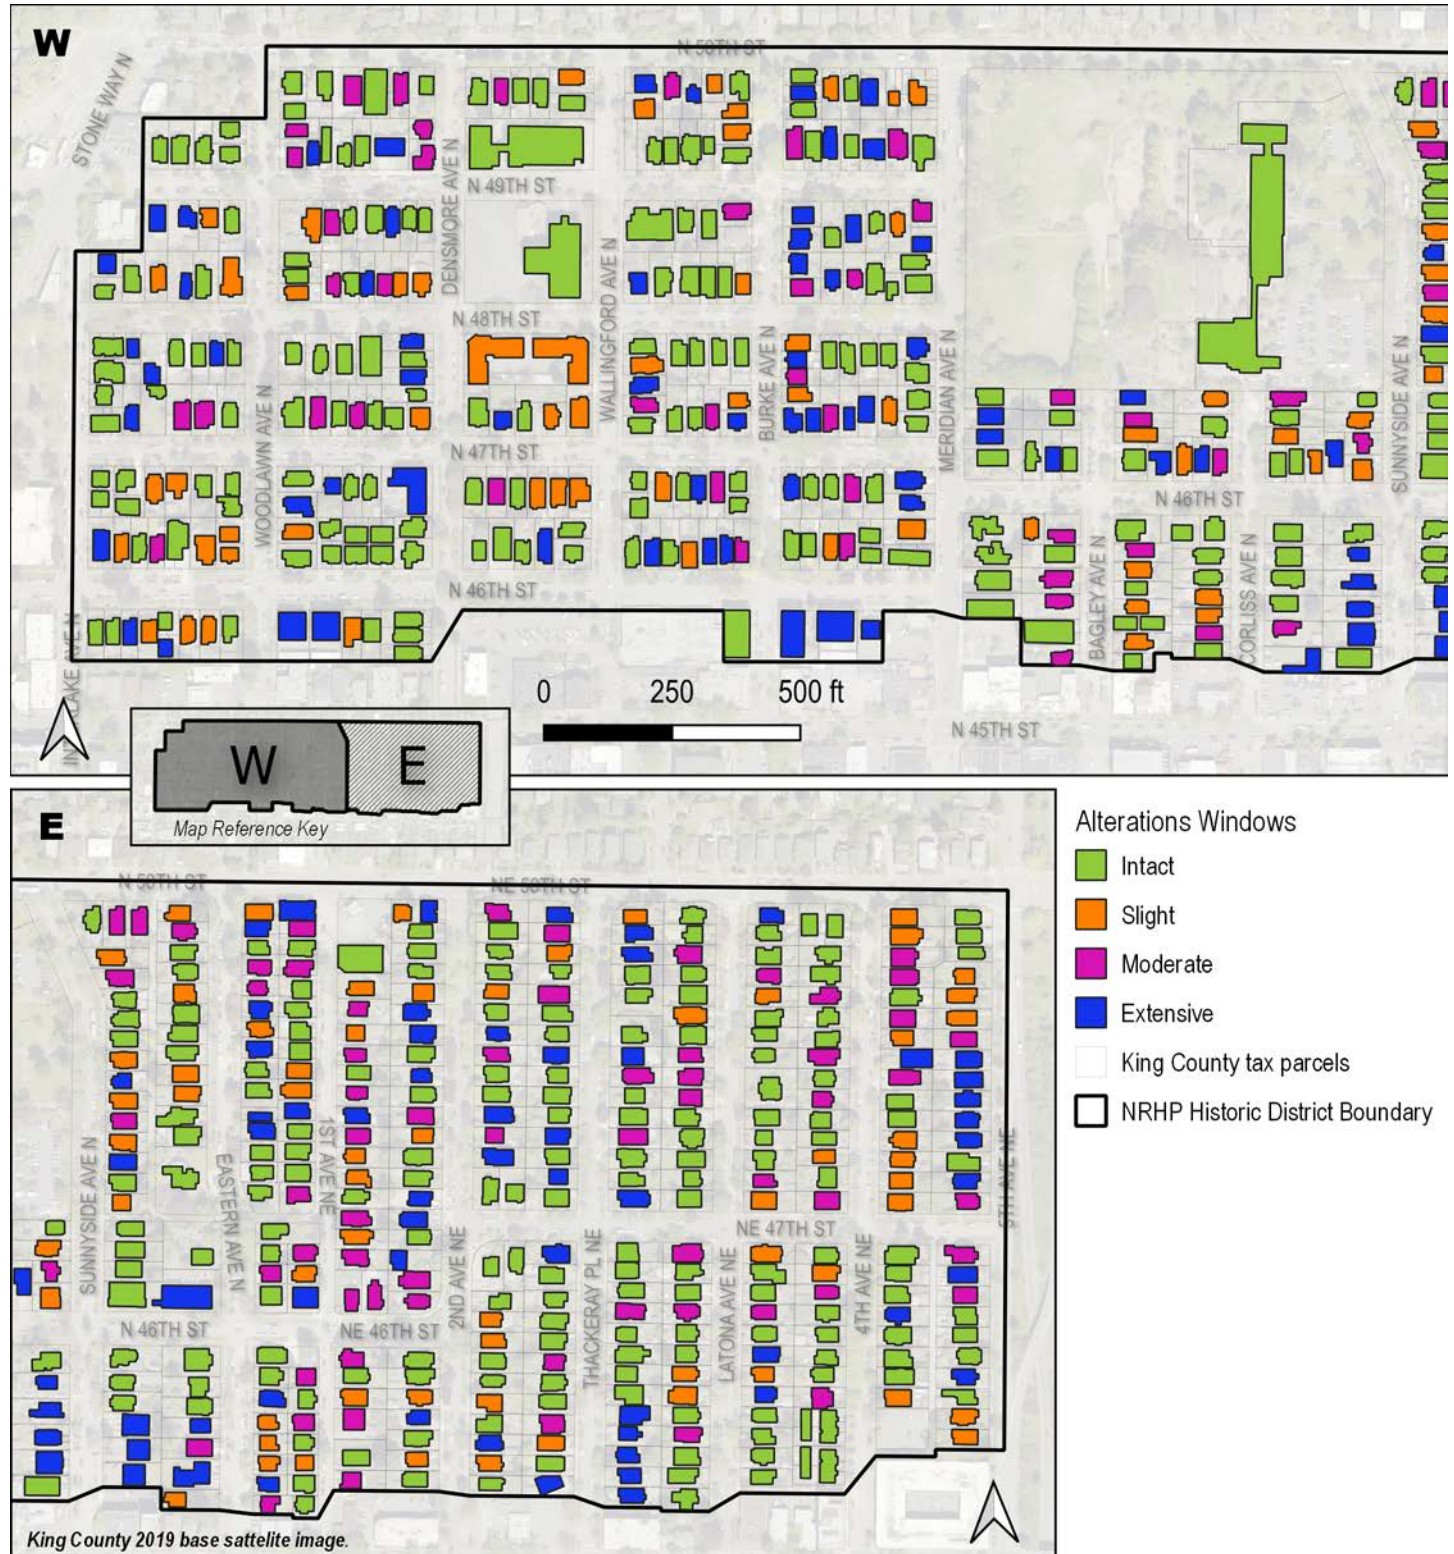 W
N 50TH ST
STONE WAY N
DENSMORE AVE N
N 49TH ST
WALLINGFORD AVE N
N 48TH ST
BURKE AVE N
MERIDIAN AVE N
SUNNYSIDE AVE N
WOODLAWN AVE N
N 47TH ST
N 46TH ST
BAGLEY AVE N
CORLISS AVE N
N 46TH ST
0 250 500 ft
N 45TH ST
W E
Map Reference Key
E
N 50TH ST
NE 50TH ST
SUNNYSIDE AVE N
EASTERN AVE N
1ST AVE NE
2ND AVE NE
THACKERAY PL NE
LATONA AVE NE
NE 47TH ST
4TH AVE NE
5TH AVE NE
N 46TH ST
NE 46TH ST
King County 2019 base sattelite image.
Alterations Windows
Intact
Slight
Moderate
Extensive
King County tax parcels
NRHP Historic District Boundary